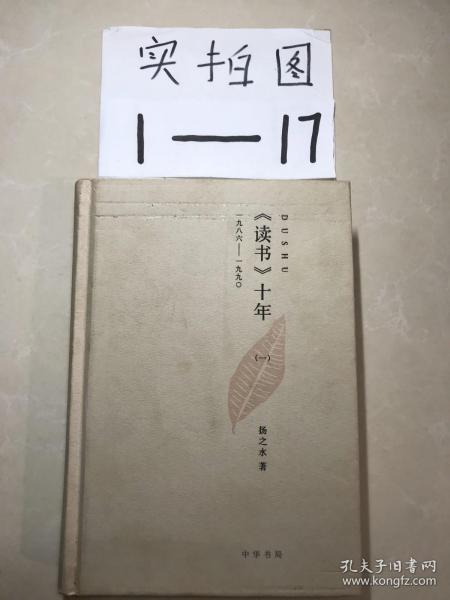 实拍图
1—17
DUSHU
《读书》十年
一九八六——一九九〇
(一)
扬之水 著
中华书局
孔夫子旧书网
www.kongfz.com